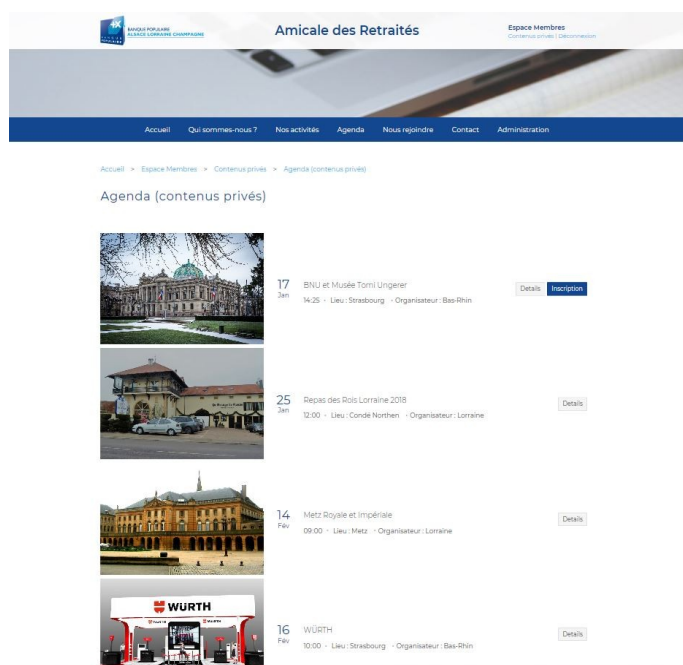 BANQUE POPULAIRE
ALSACE LORRAINE CHAMPAGNE
Amicale des Retraités
Espace Membres
Contenus privés | Déconnexion
Accueil Qui sommes-nous ? Nos activités Agenda Nous rejoindre Contact Administration
Accueil > Espace Membres > Contenus privés > Agenda (contenus privés)
Agenda (contenus privés)
17
Jan
BNU et Musée Tomi Ungerer
14:25 • Lieu : Strasbourg • Organisateur : Bas-Rhin
Details
Inscription
25
Jan
Repas des Rois Lorraine 2018
12:00 • Lieu : Condé Northen • Organisateur : Lorraine
Details
14
Fév
Metz Royale et Impériale
09:00 • Lieu : Metz • Organisateur : Lorraine
Details
WÜRTH
16
Fév
WÜRTH
10:00 • Lieu : Strasbourg • Organisateur : Bas-Rhin
Details